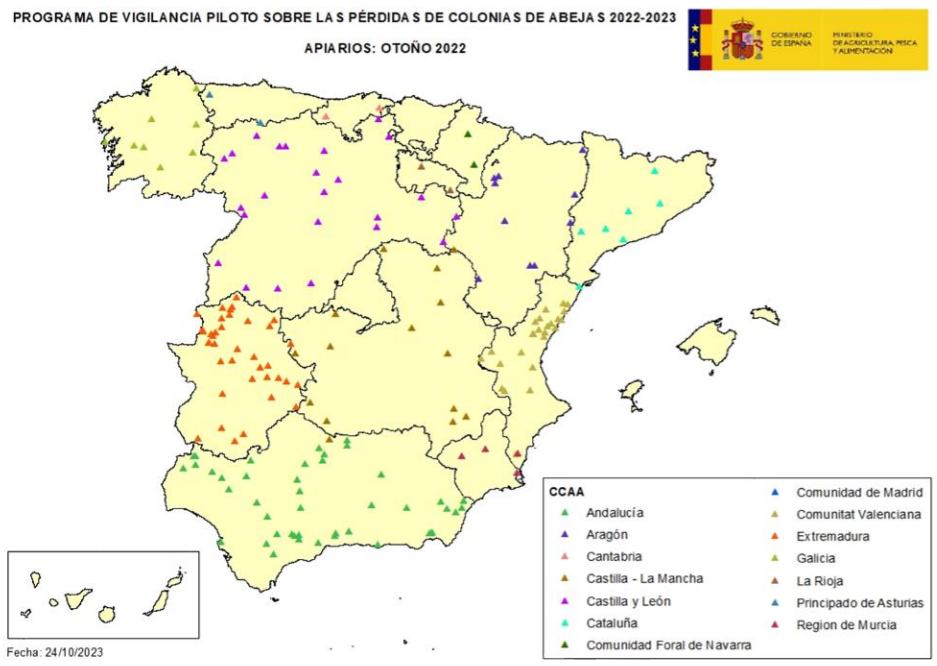 PROGRAMA DE VIGILANCIA PILOTO SOBRE LAS PÉRDIDAS DE COLONIAS DE ABEJAS 2022-2023
APIARIOS: OTOÑO 2022
GOBIERNO
DE ESPAÑA
MINISTERIO
DE AGRICULTURA, PESCA
Y ALIMENTACIÓN
CCAA
Andalucía
Aragón
Cantabria
Castilla - La Mancha
Castilla y León
Cataluña
Comunidad Foral de Navarra
Comunidad de Madrid
Comunitat Valenciana
Extremadura
Galicia
La Rioja
Principado de Asturias
Region de Murcia
Fecha: 24/10/2023